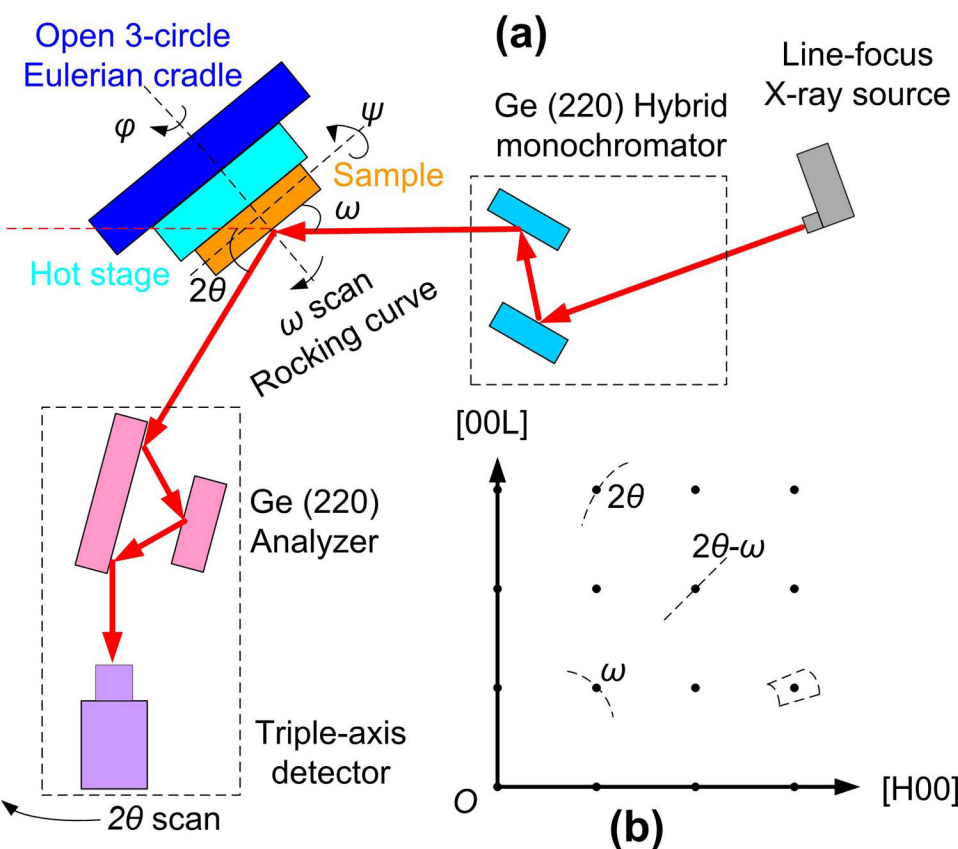 (a)
Open 3-circle
Eulerian cradle
φ
ψ
Line-focus
X-ray source
Ge (220) Hybrid
monochromator
Sample
ω
Hot stage
2θ
ω scan
Rocking curve
Ge (220)
Analyzer
Triple-axis
detector
2θ scan
[00L]
2θ
2θ-ω
ω
O
[H00]
(b)